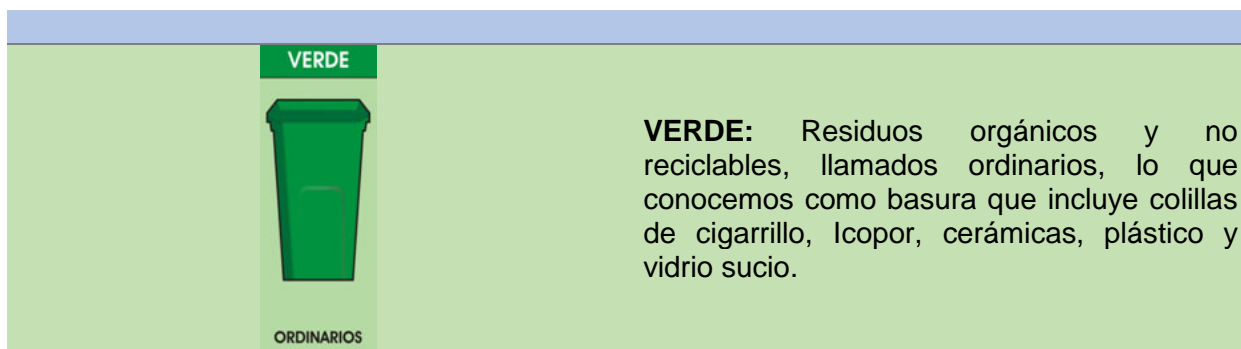 VERDE
VERDE: Residuos orgánicos y no
reciclables, llamados ordinarios, lo que
conocemos como basura que incluye colillas
de cigarrillo, Icopor, cerámicas, plástico y
vidrio sucio.
ORDINARIOS